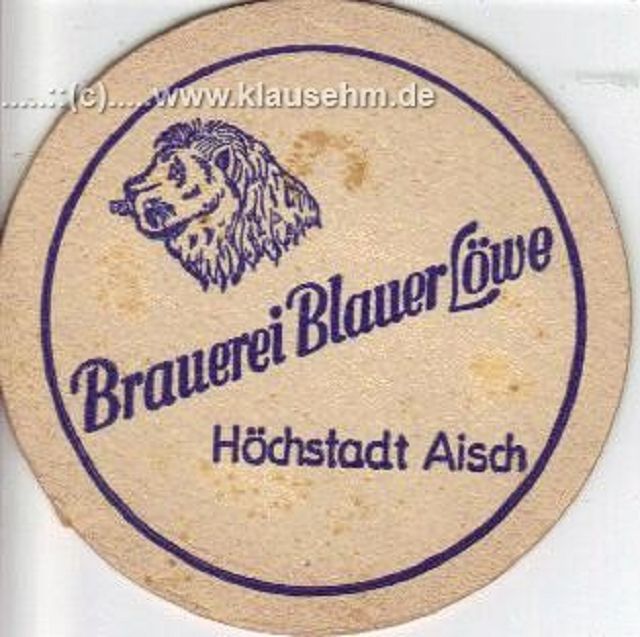 .....::(c).....www.klausehm.de
Brauerei Blauer Löwe
Höchstadt Aisch